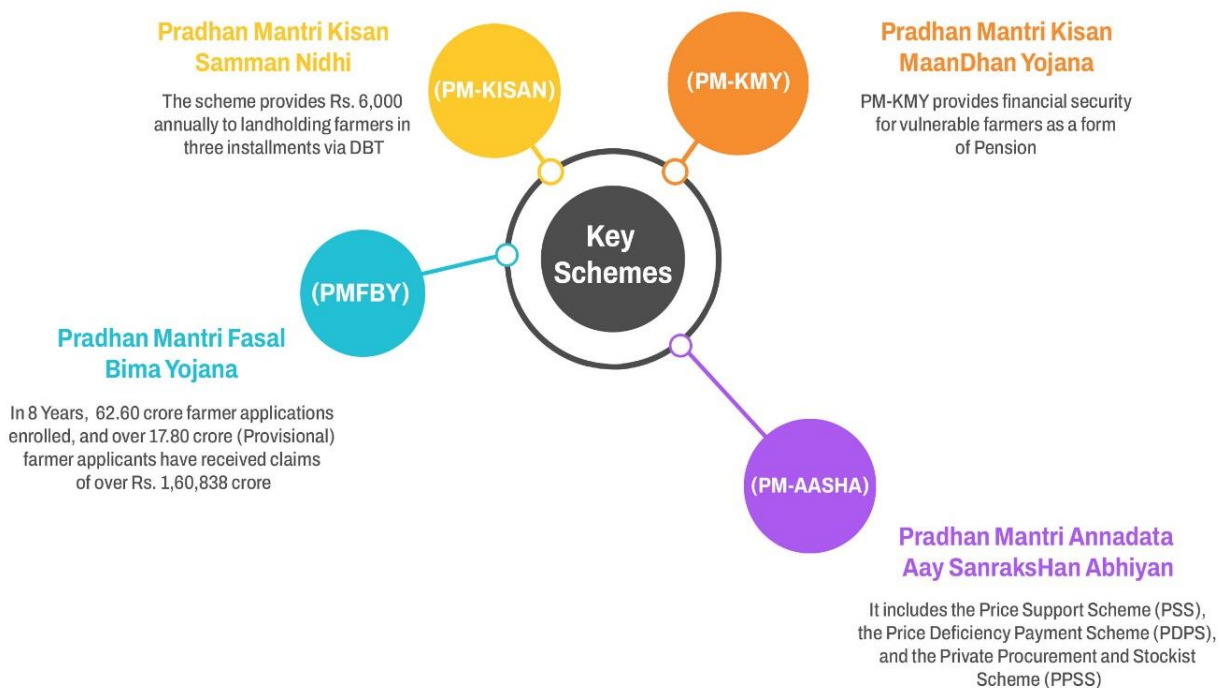 Pradhan Mantri Kisan
Samman Nidhi
The scheme provides Rs. 6,000
annually to landholding farmers in
three installments via DBT
(PM-KISAN)
(PM-KMY)
Pradhan Mantri Kisan
MaanDhan Yojana
PM-KMY provides financial security
for vulnerable farmers as a form
of Pension
Key
Schemes
(PMFBY)
Pradhan Mantri Fasal
Bima Yojana
In 8 Years, 62.60 crore farmer applications
enrolled, and over 17.80 crore (Provisional)
farmer applicants have received claims
of over Rs. 1,60,838 crore
(PM-AASHA)
Pradhan Mantri Annadata
Aay SanraksHan Abhiyan
It includes the Price Support Scheme (PSS),
the Price Deficiency Payment Scheme (PDPS),
and the Private Procurement and Stockist
Scheme (PPSS)